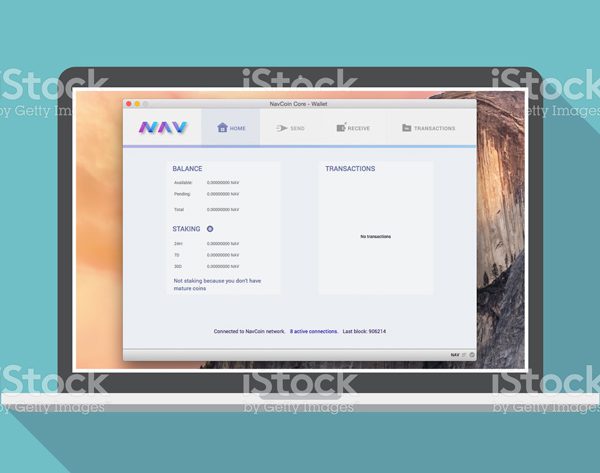 iStock
by Getty Images
iStock
by Getty Images
iStock
by Getty Images
NavCoin Core - Wallet
NAV
HOME
SEND
RECEIVE
TRANSACTIONS
BALANCE
Available: 0.00000000 NAV
Pending: 0.00000000 NAV
Total 0.00000000 NAV
STAKING
24H 0.00000000 NAV
7D 0.00000000 NAV
30D 0.00000000 NAV
Not staking because you don't have
mature coins
TRANSACTIONS
No transactions
Connected to NavCoin network. 8 active connections. Last block: 906214
NAV
iStock
by Getty Images
iStock
by Getty Images
iStock
by Getty Images